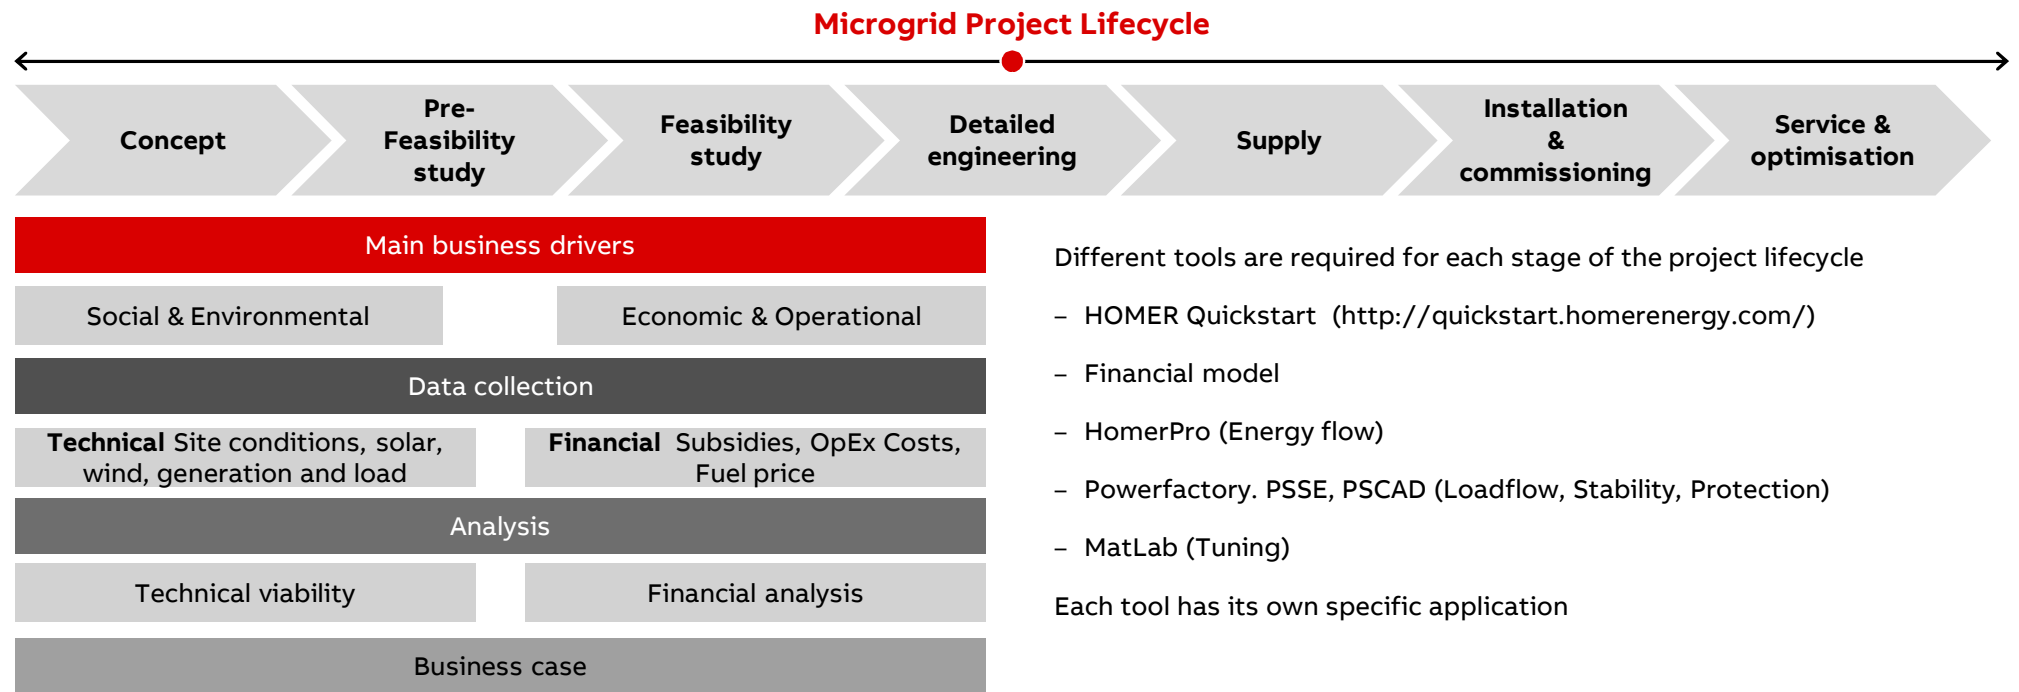 Microgrid Project Lifecycle
Concept
Pre-
Feasibility
study
Feasibility
study
Detailed
engineering
Supply
Installation
&
commissioning
Service &
optimisation
Main business drivers
Social & Environmental
Economic & Operational
Data collection
Technical Site conditions, solar,
wind, generation and load
Financial  Subsidies, OpEx Costs,
Fuel price
Analysis
Technical viability
Financial analysis
Business case
Different tools are required for each stage of the project lifecycle
– HOMER Quickstart  (http://quickstart.homerenergy.com/)
– Financial model
– HomerPro (Energy flow)
– Powerfactory. PSSE, PSCAD (Loadflow, Stability, Protection)
– MatLab (Tuning)
Each tool has its own specific application